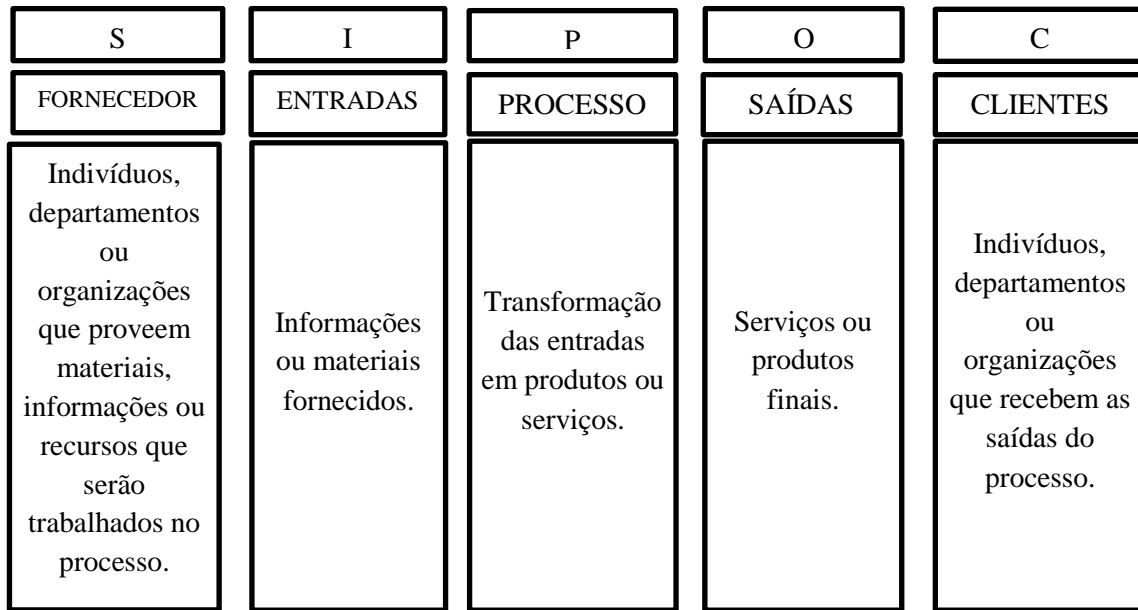 S
FORNECEDOR
Indivíduos,
departamentos
ou
organizações
que proveem
materiais,
informações ou
recursos que
serão
trabalhados no
processo.
I
ENTRADAS
Informações
ou materiais
fornecidos.
P
PROCESSO
Transformação
das entradas
em produtos ou
serviços.
O
SAÍDAS
Serviços ou
produtos
finais.
C
CLIENTES
Indivíduos,
departamentos
ou
organizações
que recebem as
saídas do
processo.